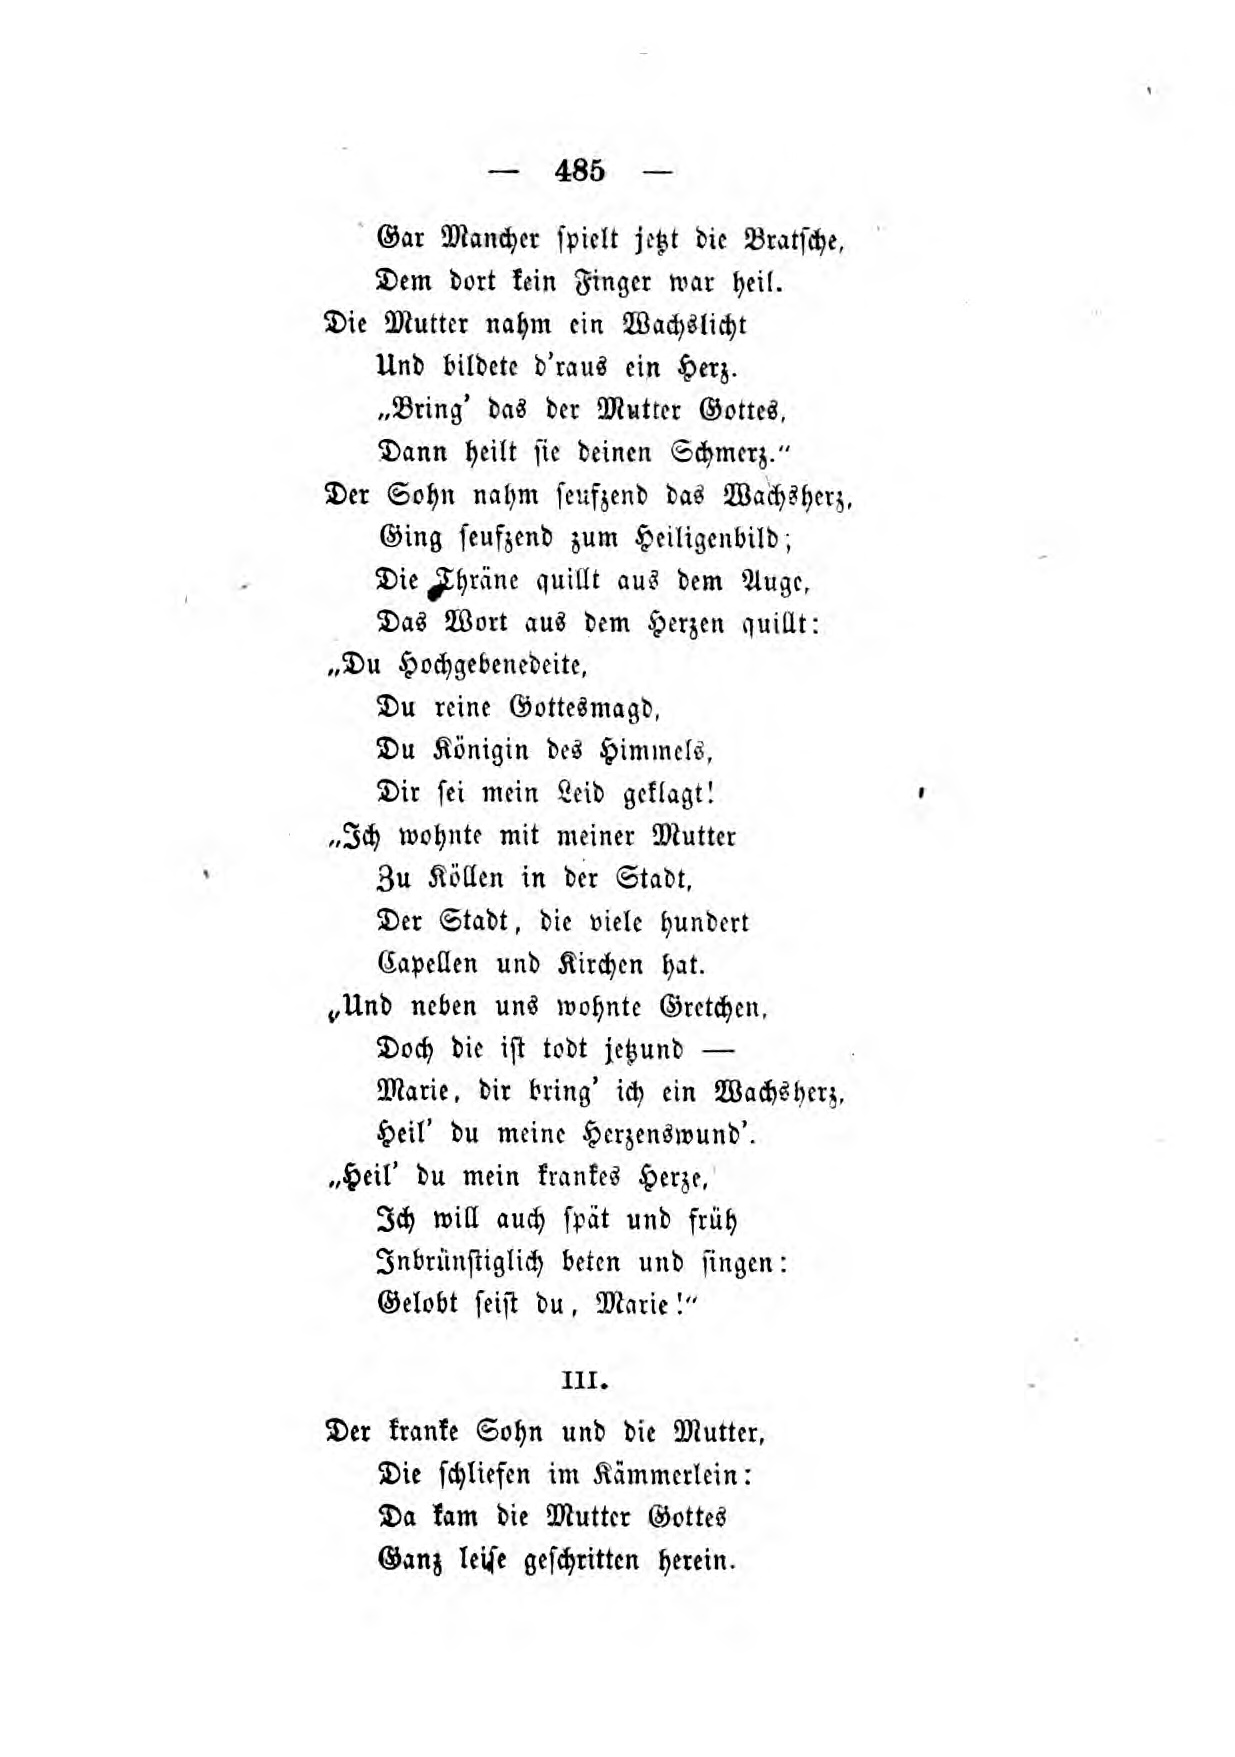 — 485 —
Gar Mancher spielt jetzt die Bratsche,
Dem dort kein Finger war heil.
Die Mutter nahm ein Wachslicht
Und bildete d'raus ein Herz.
„Bring' das der Mutter Gottes,
Dann heilt sie deinen Schmerz.“
Der Sohn nahm seufzend das Wachsherz,
Ging seufzend zum Heiligenbild;
Die Thräne quillt aus dem Auge,
Das Wort aus dem Herzen quillt:
„Du Hochgebenedeite,
Du reine Gottesmagd,
Du Königin des Himmels,
Dir sei mein Leid geklagt!
„Ich wohnte mit meiner Mutter
Zu Köllen in der Stadt,
Der Stadt, die viele hundert
Capellen und Kirchen hat.
„Und neben uns wohnte Gretchen,
Doch die ist todt jetzund —
Marie, dir bring' ich ein Wachsherz,
Heil' du meine Herzenswund'.
„Heil' du mein krankes Herze,
Ich will auch spät und früh
Inbrünstiglich beten und singen:
Gelobt seist du, Marie!“
III.
Der kranke Sohn und die Mutter,
Die schliefen im Kämmerlein:
Da kam die Mutter Gottes
Ganz leise geschritten herein.